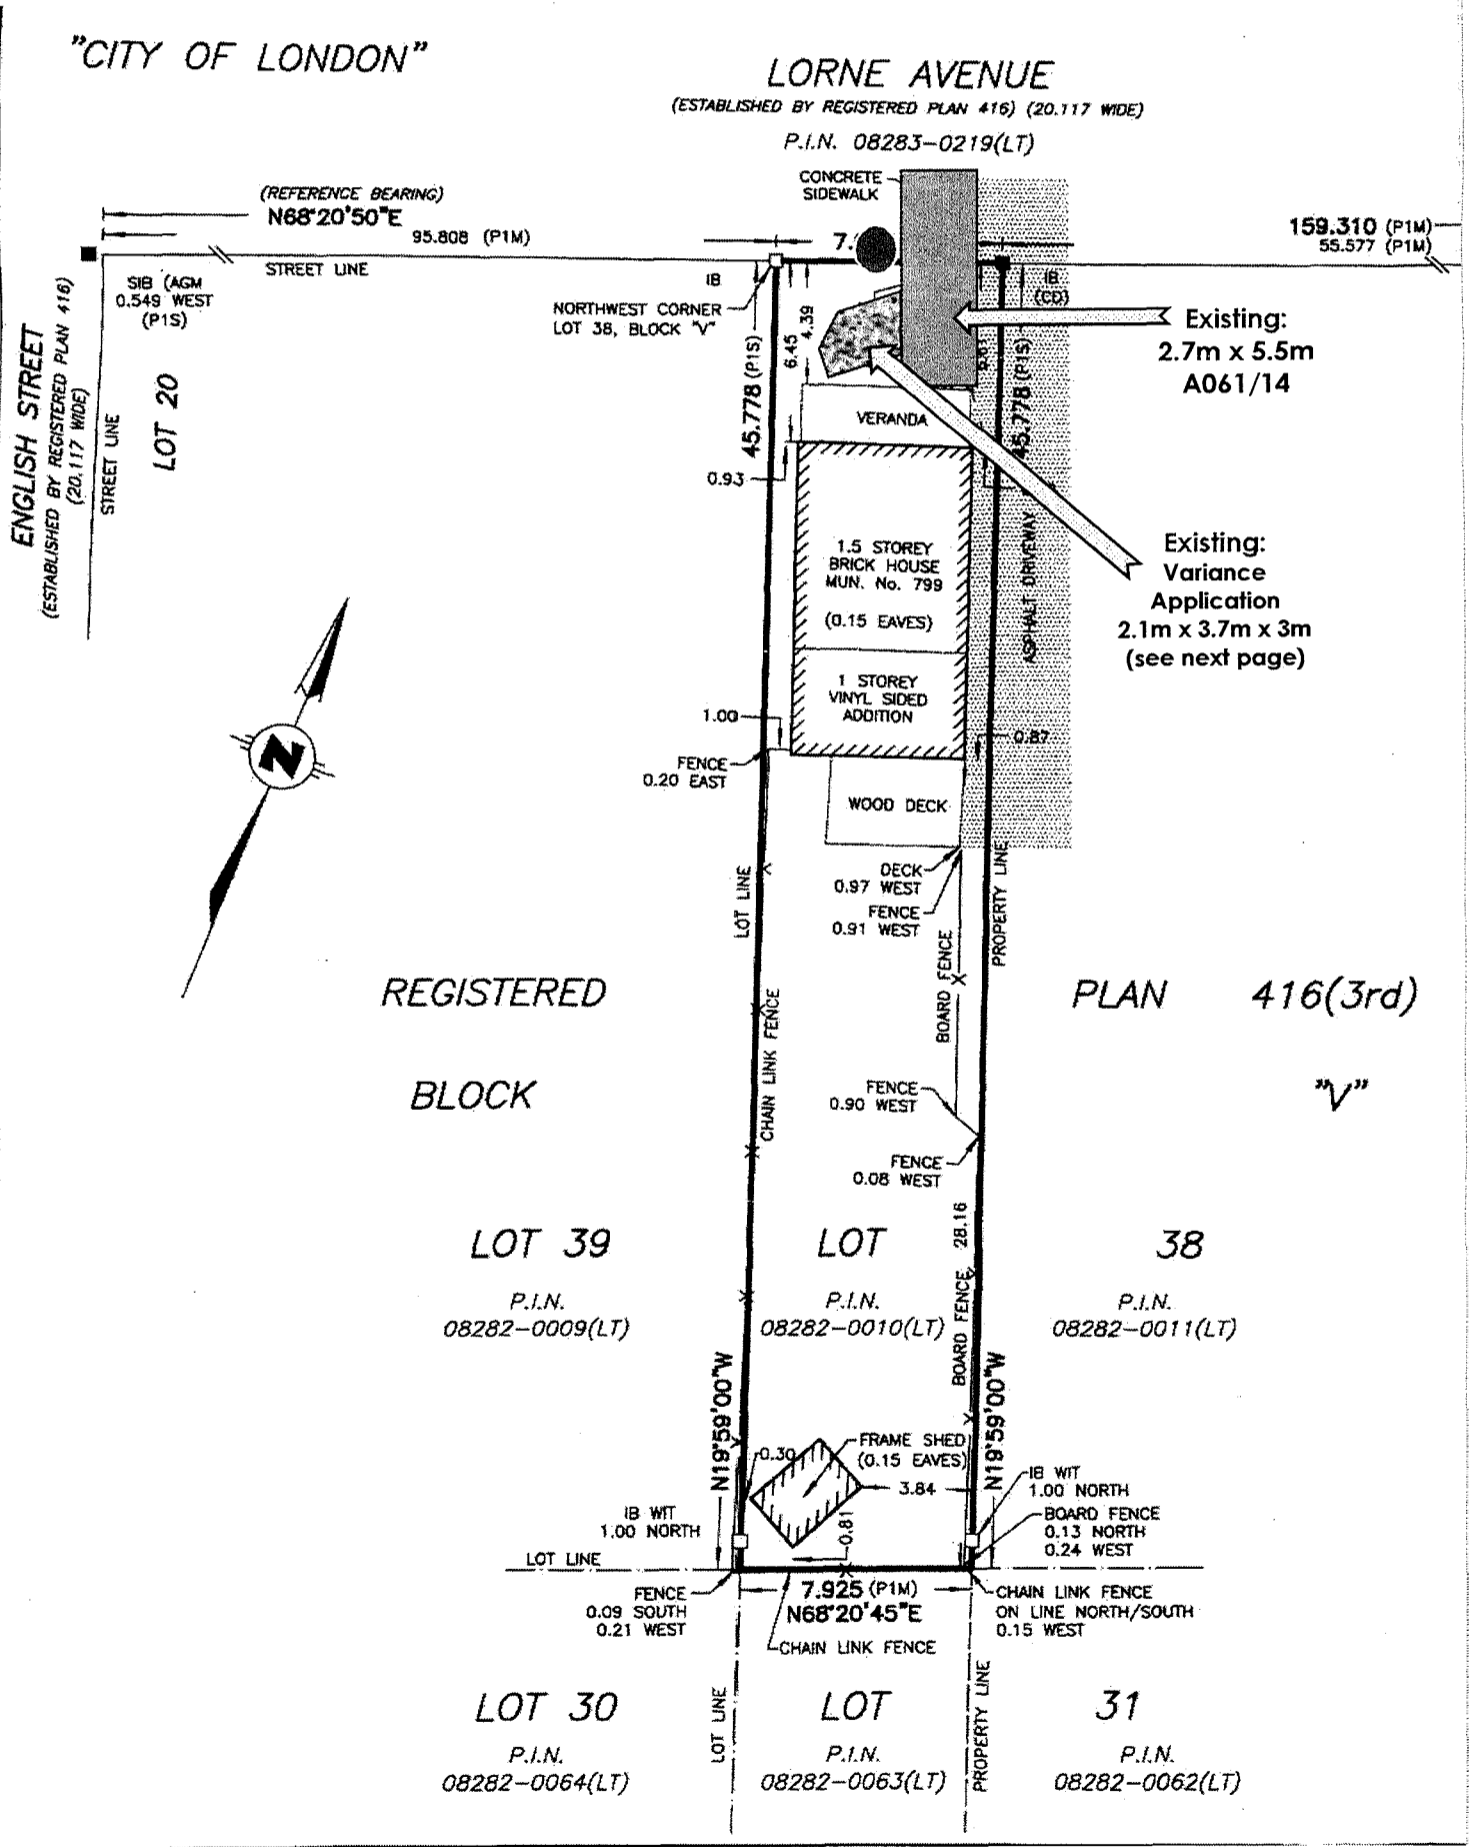 "CITY OF LONDON"
LORNE AVENUE
(ESTABLISHED BY REGISTERED PLAN 416) (20.117 WIDE)
P.I.N. 08283-0219(LT)
CONCRETE
SIDEWALK
(REFERENCE BEARING)
N68°20'50"E
95.808 (P1M)
7.
159.310 (P1M)
55.577 (P1M)
STREET LINE
SIB (AGM
0.549 WEST
(P1S)
IB
IB
(CD)
NORTHWEST CORNER
LOT 38, BLOCK "V"
ENGLISH STREET
(ESTABLISHED BY REGISTERED PLAN 416)
(20.117 WIDE)
STREET LINE
LOT 20
45.778 (P1S)
6.45
4.39
45.778 (P1S)
Existing:
2.7m x 5.5m
A061/14
VERANDA
0.93
1.5 STOREY
BRICK HOUSE
MUN. No. 799
(0.15 EAVES)
ASPHALT DRIVEWAY
Existing:
Variance
Application
2.1m x 3.7m x 3m
(see next page)
1 STOREY
VINYL SIDED
ADDITION
1.00
0.87
FENCE
0.20 EAST
N
WOOD DECK
DECK
0.97 WEST
FENCE
0.91 WEST
LOT LINE
BOARD FENCE
PROPERTY LINE
REGISTERED
PLAN
416(3rd)
CHAIN LINK FENCE
BLOCK
"V"
FENCE
0.90 WEST
FENCE
0.08 WEST
28.16
BOARD FENCE
LOT 39
LOT
38
P.I.N.
08282-0009(LT)
P.I.N.
08282-0010(LT)
P.I.N.
08282-0011(LT)
N19°59'00"W
N19°59'00"W
0.30
FRAME SHED
(0.15 EAVES)
3.84
0.81
IB WIT
1.00 NORTH
IB WIT
1.00 NORTH
BOARD FENCE
0.13 NORTH
0.24 WEST
LOT LINE
FENCE
0.09 SOUTH
0.21 WEST
7.925 (P1M)
N68°20'45"E
CHAIN LINK FENCE
CHAIN LINK FENCE
ON LINE NORTH/SOUTH
0.15 WEST
LOT LINE
PROPERTY LINE
LOT 30
LOT
31
P.I.N.
08282-0064(LT)
P.I.N.
08282-0063(LT)
P.I.N.
08282-0062(LT)